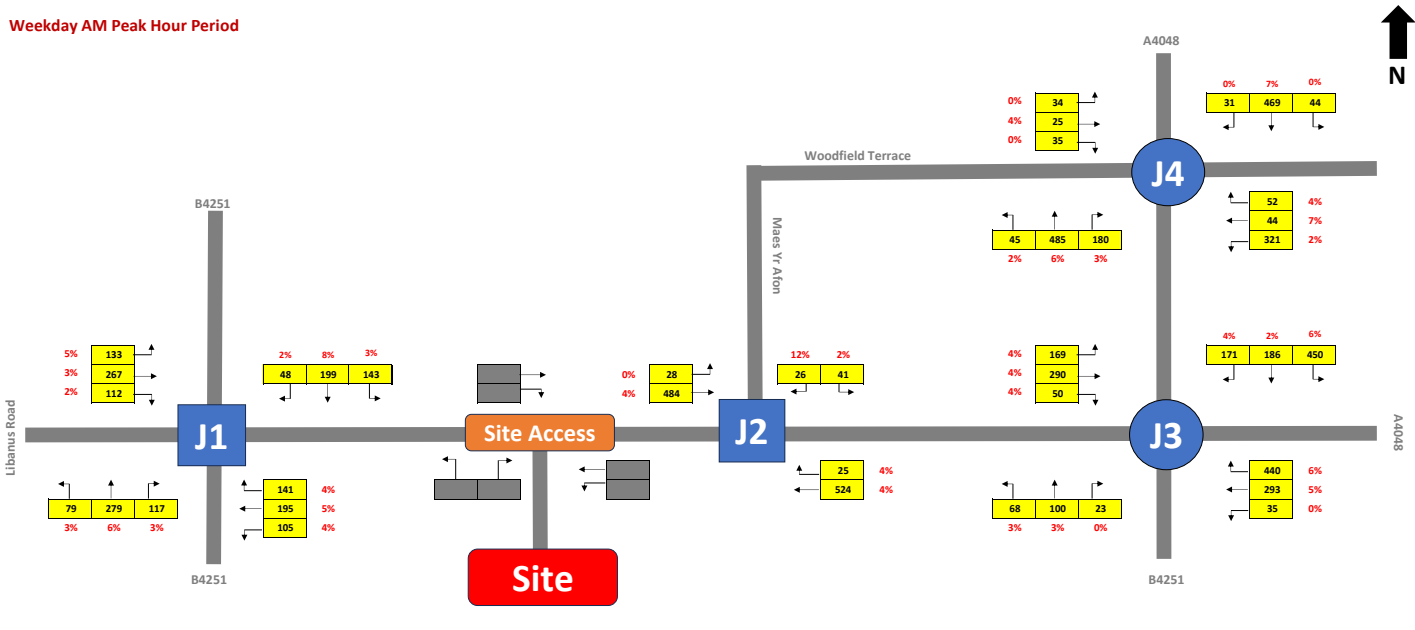 Weekday AM Peak Hour Period
N
A4048
0% 34
4% 25
0% 35
0% 7% 0%
31 469 44
Woodfield Terrace
J4
52 4%
44 7%
321 2%
45 485 180
2% 6% 3%
Maes Yr Afon
B4251
5% 133
3% 267
2% 112
2% 8% 3%
48 199 143
0% 28
4% 484
12% 2%
26 41
4% 169
4% 290
4% 50
4% 2% 6%
171 186 450
Libanus Road
J1
Site Access
J2
J3
A4048
79 279 117
3% 6% 3%
141 4%
195 5%
105 4%
25 4%
524 4%
68 100 23
3% 3% 0%
440 6%
293 5%
35 0%
B4251
Site
B4251